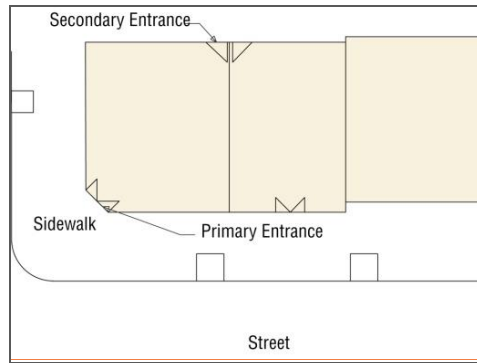 Secondary Entrance
Sidewalk
Primary Entrance
Street